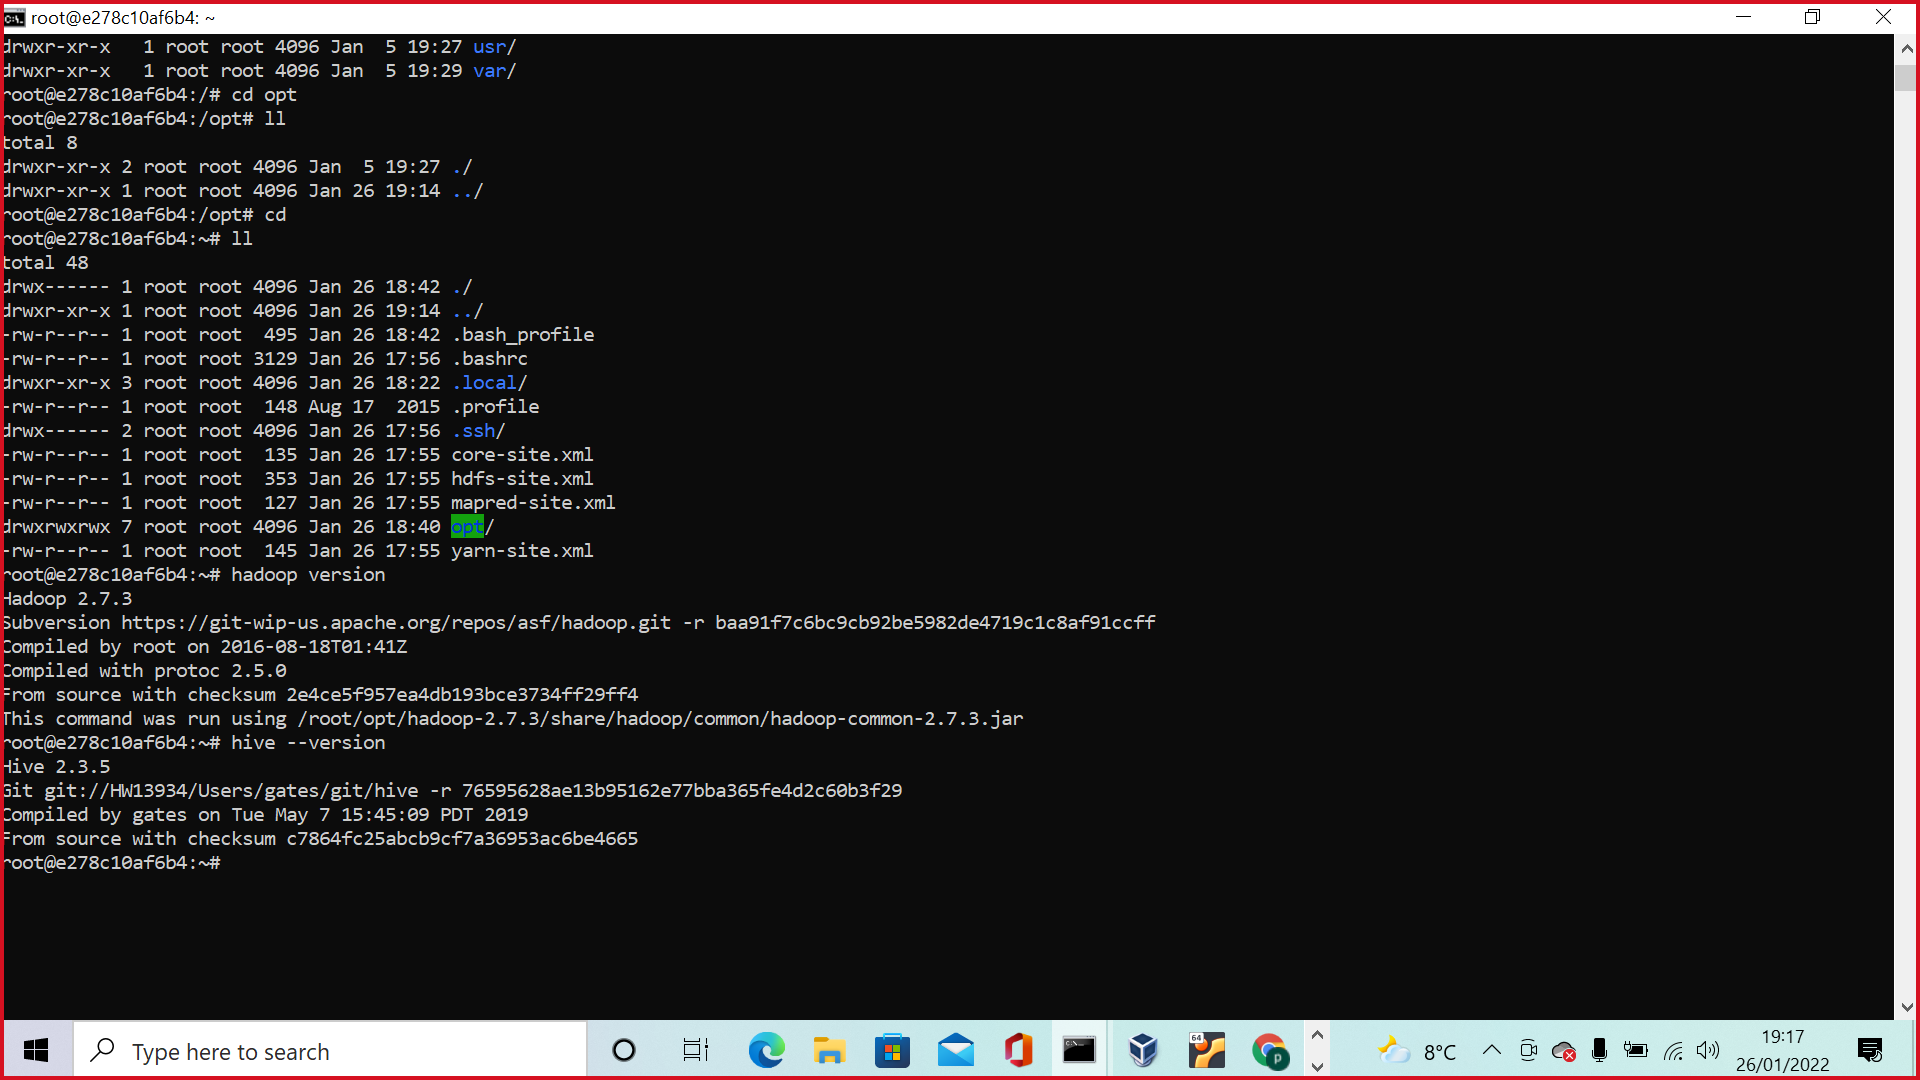 root@e278c10af6b4: ~
drwxr-xr-x   1 root root 4096 Jan  5 19:27 usr/
drwxr-xr-x   1 root root 4096 Jan  5 19:29 var/
root@e278c10af6b4:/# cd opt
root@e278c10af6b4:/opt# ll
total 8
drwxr-xr-x 2 root root 4096 Jan  5 19:27 ./
drwxr-xr-x 1 root root 4096 Jan 26 19:14 ../
root@e278c10af6b4:/opt# cd
root@e278c10af6b4:~# ll
total 48
drwx------ 1 root root 4096 Jan 26 18:42 ./
drwxr-xr-x 1 root root 4096 Jan 26 19:14 ../
-rw-r--r-- 1 root root  495 Jan 26 18:42 .bash_profile
-rw-r--r-- 1 root root 3129 Jan 26 17:56 .bashrc
drwxr-xr-x 3 root root 4096 Jan 26 18:22 .local/
-rw-r--r-- 1 root root  148 Aug 17  2015 .profile
drwx------ 2 root root 4096 Jan 26 17:56 .ssh/
-rw-r--r-- 1 root root  135 Jan 26 17:55 core-site.xml
-rw-r--r-- 1 root root  353 Jan 26 17:55 hdfs-site.xml
-rw-r--r-- 1 root root  127 Jan 26 17:55 mapred-site.xml
drwxrwxrwx 7 root root 4096 Jan 26 18:40 opt/
-rw-r--r-- 1 root root  145 Jan 26 17:55 yarn-site.xml
root@e278c10af6b4:~# hadoop version
Hadoop 2.7.3
Subversion https://git-wip-us.apache.org/repos/asf/hadoop.git -r baa91f7c6bc9cb92be5982de4719c1c8af91ccff
Compiled by root on 2016-08-18T01:41Z
Compiled with protoc 2.5.0
From source with checksum 2e4ce5f957ea4db193bce3734ff29ff4
This command was run using /root/opt/hadoop-2.7.3/share/hadoop/common/hadoop-common-2.7.3.jar
root@e278c10af6b4:~# hive --version
Hive 2.3.5
Git git://HW13934/Users/gates/git/hive -r 76595628ae13b95162e77bba365fe4d2c60b3f29
Compiled by gates on Tue May 7 15:45:09 PDT 2019
From source with checksum c7864fc25abcb9cf7a36953ac6be4665
root@e278c10af6b4:~#
Type here to search
64
p
8°C
19:17
26/01/2022